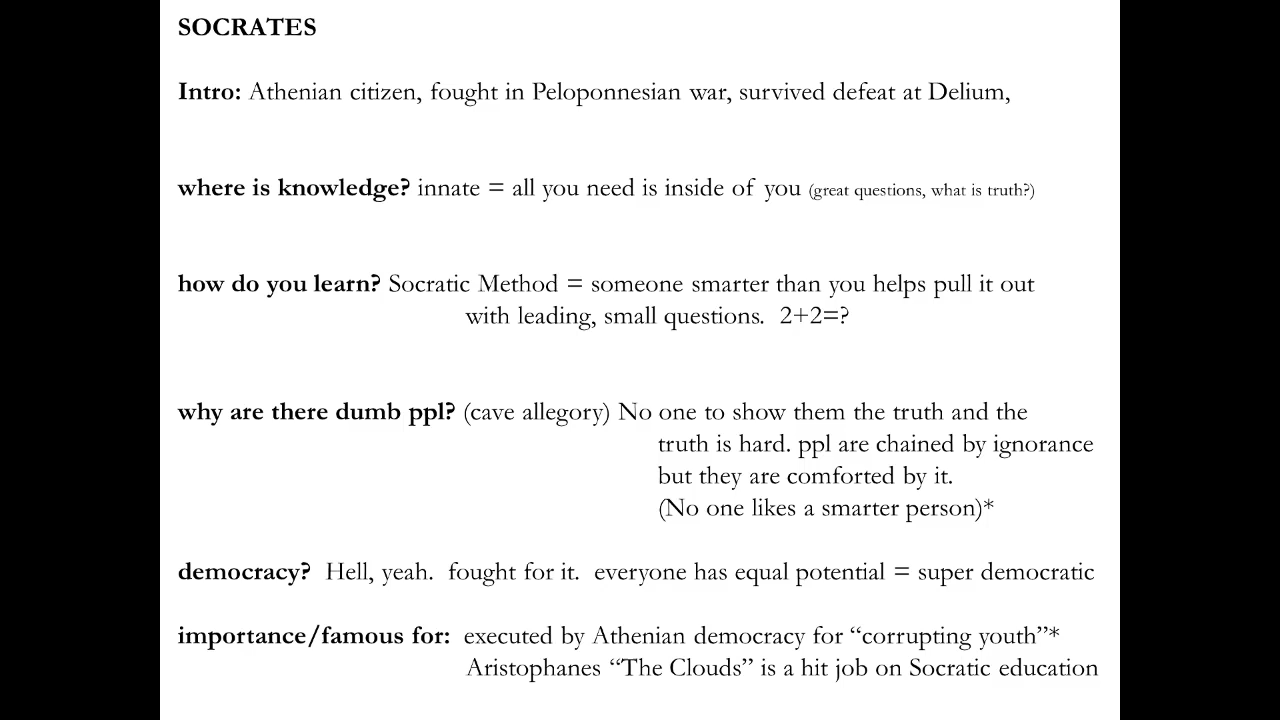 SOCRATES
Intro: Athenian citizen, fought in Peloponnesian war, survived defeat at Delium,
where is knowledge? innate = all you need is inside of you (great questions, what is truth?)
how do you learn? Socratic Method = someone smarter than you helps pull it out
with leading, small questions. 2+2=?
why are there dumb ppl? (cave allegory) No one to show them the truth and the
truth is hard. ppl are chained by ignorance
but they are comforted by it.
(No one likes a smarter person)*
democracy? Hell, yeah. fought for it. everyone has equal potential = super democratic
importance/famous for: executed by Athenian democracy for “corrupting youth”*
Aristophanes “The Clouds” is a hit job on Socratic education